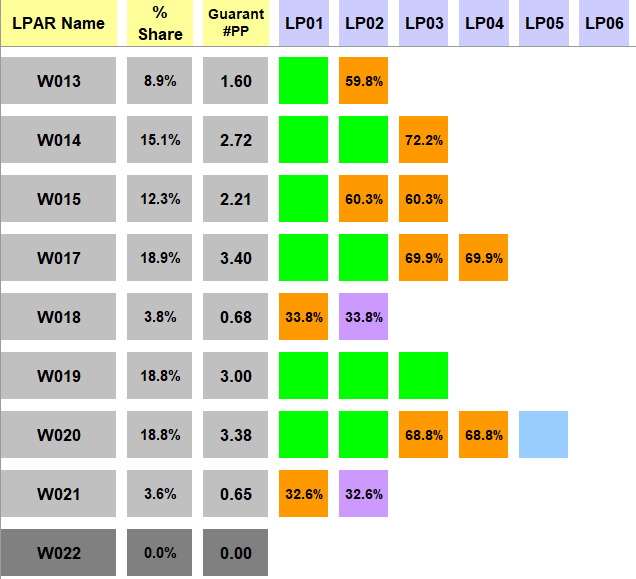 LPAR Name % Share Guarant #PP LP01 LP02 LP03 LP04 LP05 LP06
W013 8.9% 1.60 59.8%
W014 15.1% 2.72 72.2%
W015 12.3% 2.21 60.3% 60.3%
W017 18.9% 3.40 69.9% 69.9%
W018 3.8% 0.68 33.8% 33.8%
W019 18.8% 3.00
W020 18.8% 3.38 68.8% 68.8%
W021 3.6% 0.65 32.6% 32.6%
W022 0.0% 0.00